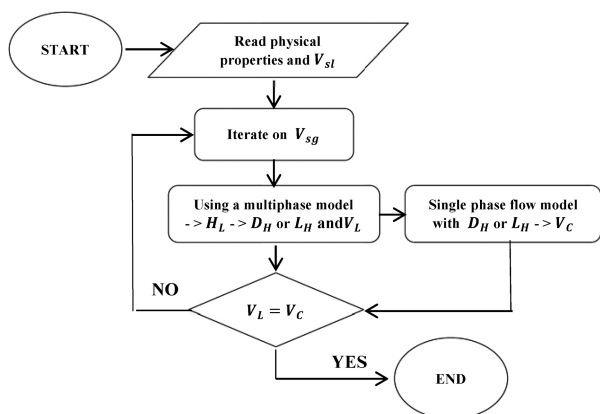 START
Read physical
properties and V_sl
Iterate on V_sg
Using a multiphase model
-> H_L -> D_H or L_H andV_L
Single phase flow model
with D_H or L_H -> V_C
NO
V_L = V_C
YES
END